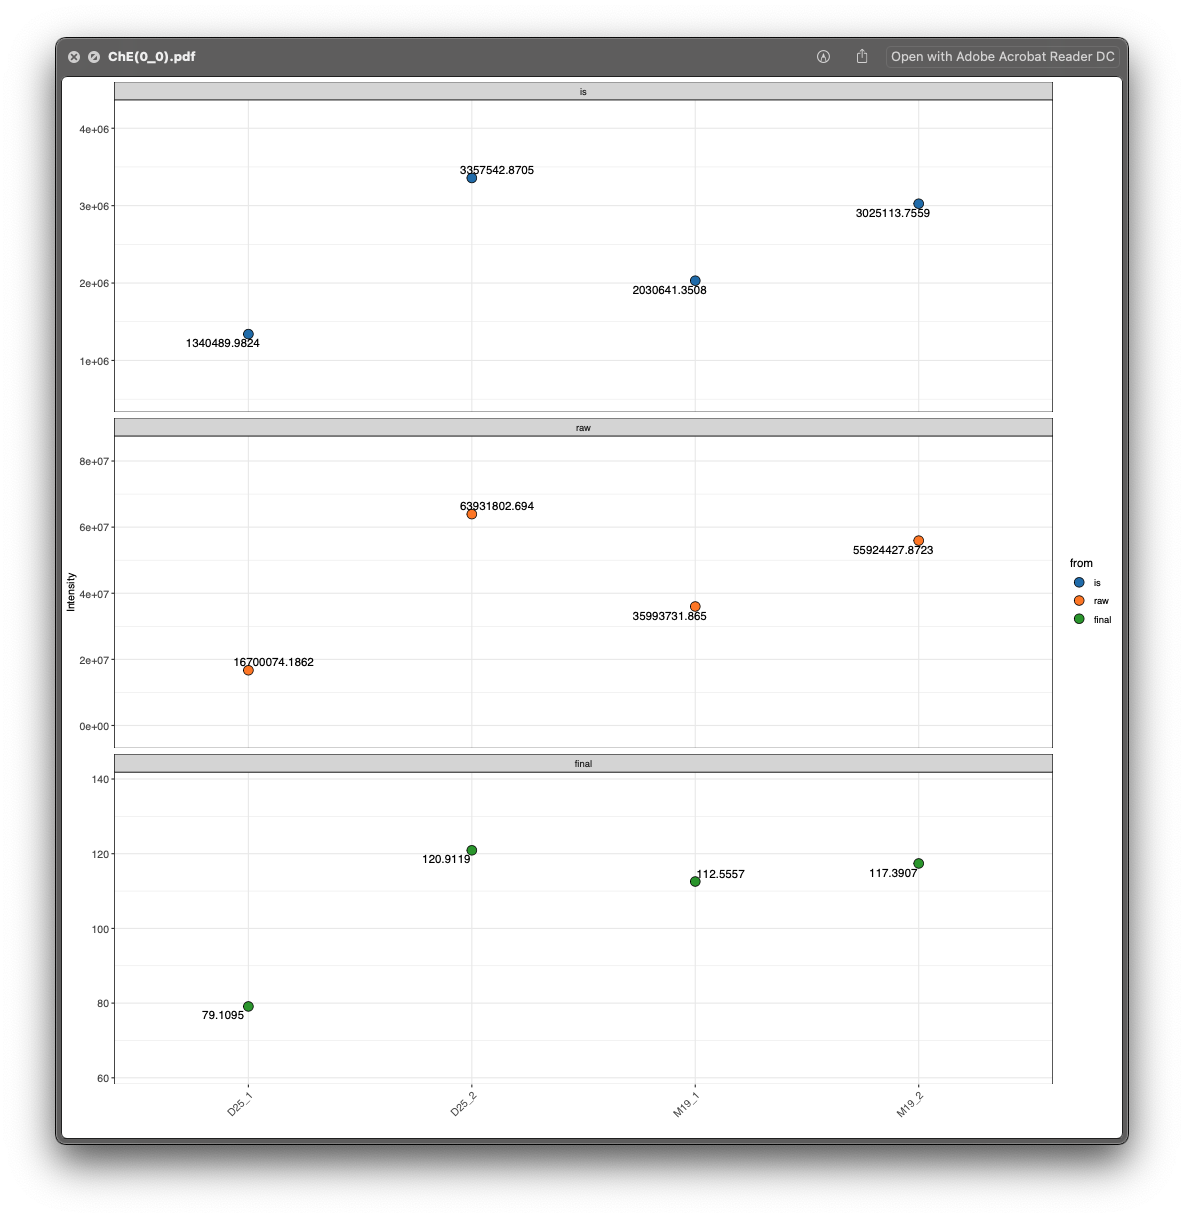 ChE(0_0).pdf
Open with Adobe Acrobat Reader DC
is
4e+06
3e+06
2e+06
1e+06
3357542.8705
3025113.7559
2030641.3508
1340489.9824
raw
8e+07
6e+07
4e+07
2e+07
0e+00
63931802.694
55924427.8723
35993731.865
16700074.1862
Intensity
final
140
120
100
80
60
120.9119
112.5557
117.3907
79.1095
D25_1
D25_2
M19_1
M19_2
from
is
raw
final